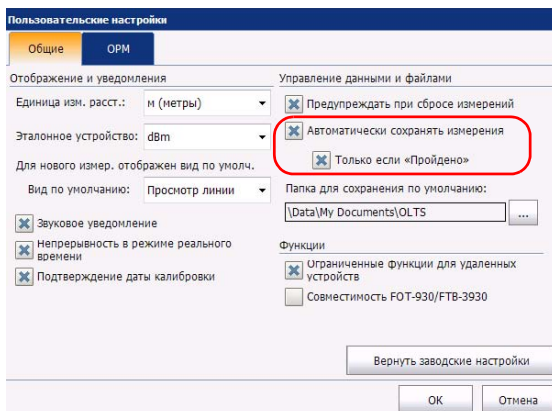 Пользовательские настройки
Общие
OPM
Отображение и уведомления
Единица изм. расст.:
м (метры)
Эталонное устройство:
dBm
Для нового измер. отображен вид по умолч.
Вид по умолчанию:
Просмотр линии
Звуковое уведомление
Непрерывность в режиме реального
времени
Подтверждение даты калибровки
Управление данными и файлами
Предупреждать при сбросе измерений
Автоматически сохранять измерения
Только если «Пройдено»
Папка для сохранения по умолчанию:
\Data\My Documents\OLTS
...
Функции
Ограниченные функции для удаленных
устройств
Совместимость FOT-930/FTB-3930
Вернуть заводские настройки
OK
Отмена